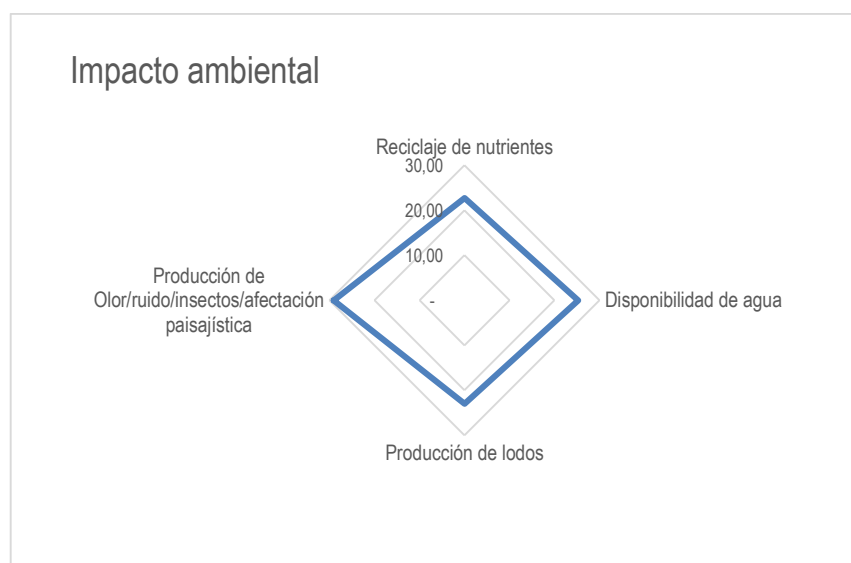 Impacto ambiental
Reciclaje de nutrientes
30,00
20,00
10,00
-
Producción de
Olor/ruido/insectos/afectación
paisajística
Disponibilidad de agua
Producción de lodos